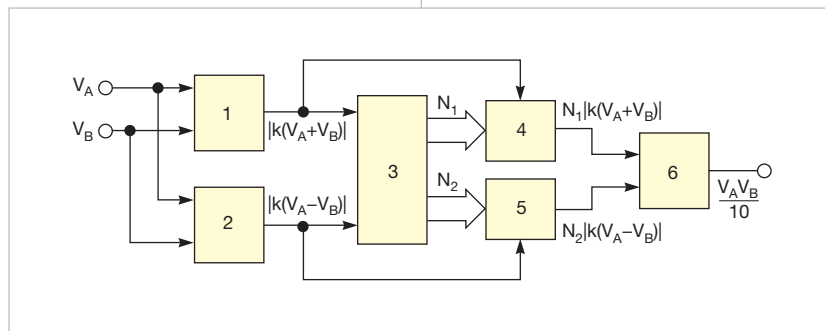 V_A
V_B
1
|k(V_A+V_B)|
2
|k(V_A−V_B)|
3
N_1
N_2
4
5
N_1|k(V_A+V_B)|
N_2|k(V_A−V_B)|
6
V_AV_B
10